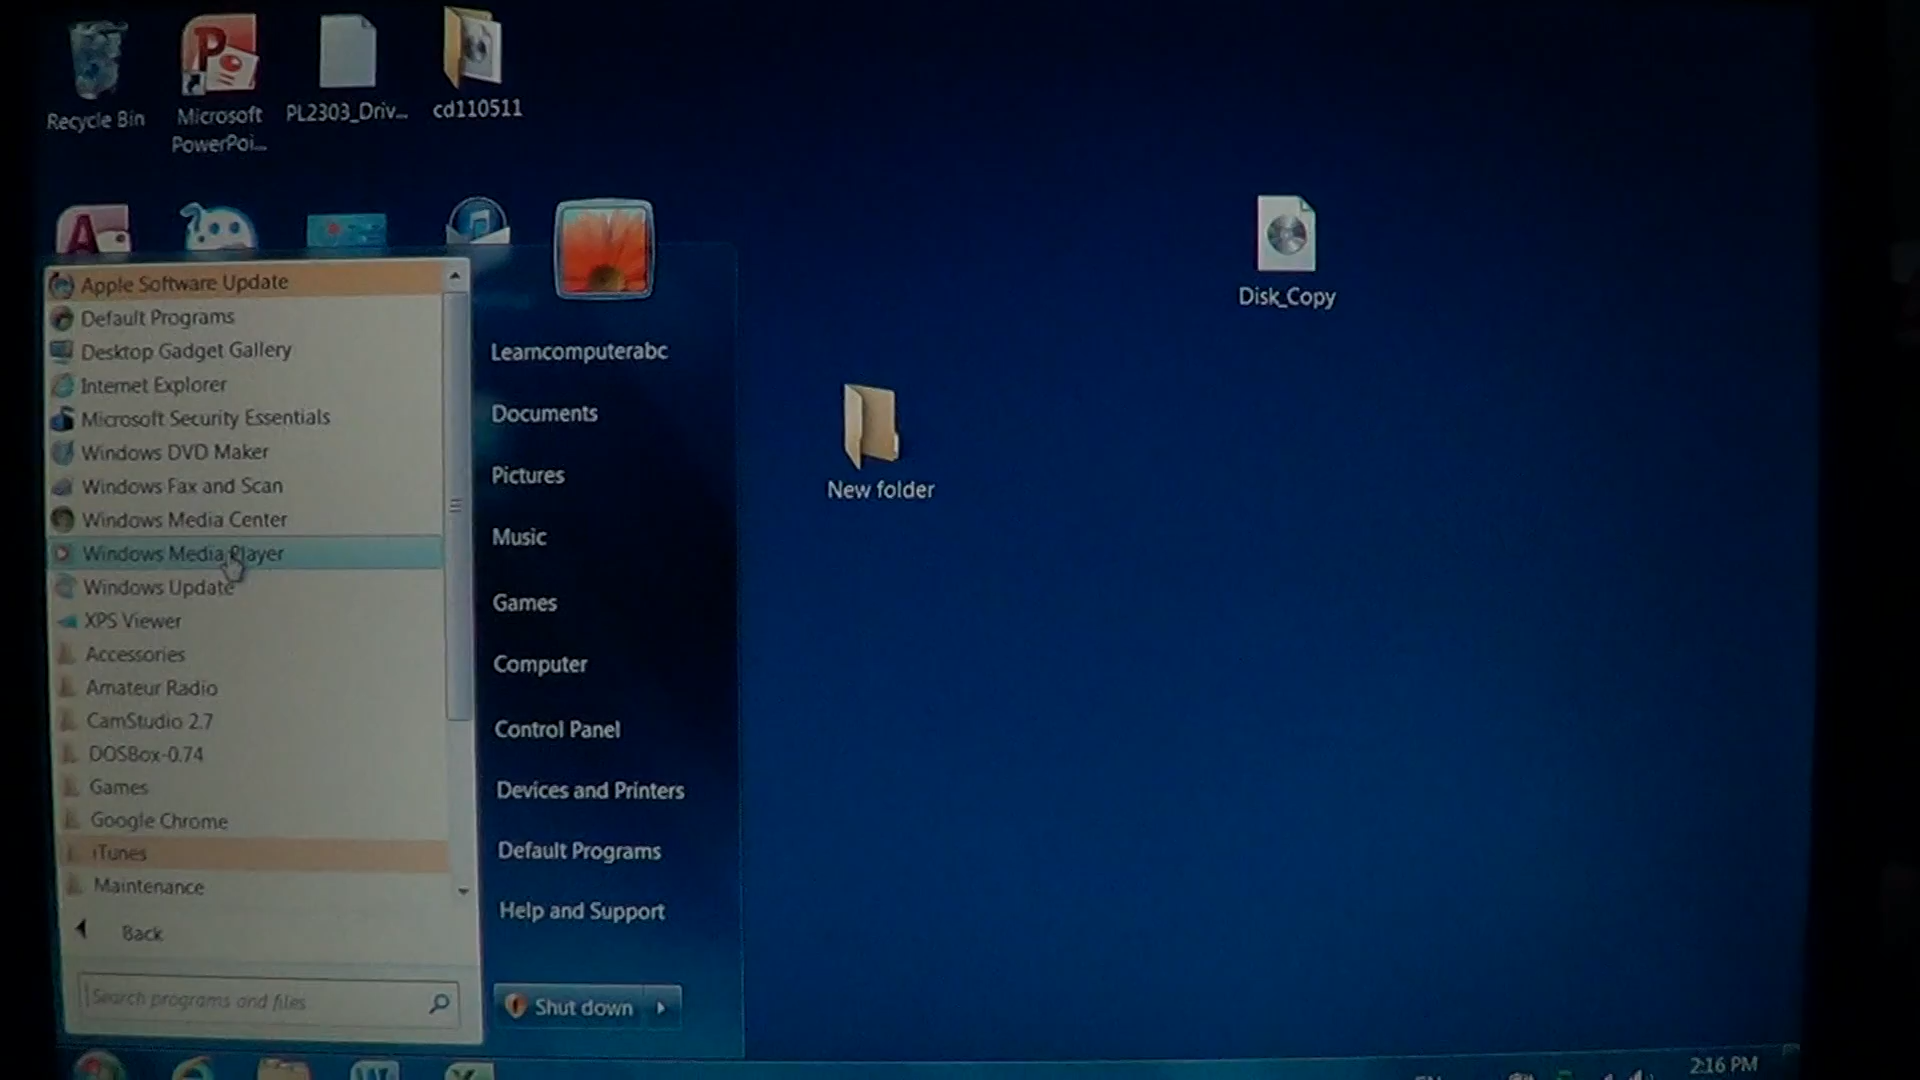 Recycle Bin
Microsoft
PowerPoi...
PL2303_Driv...
cd110511
Disk_Copy
New folder
Apple Software Update
Default Programs
Desktop Gadget Gallery
Internet Explorer
Microsoft Security Essentials
Windows DVD Maker
Windows Fax and Scan
Windows Media Center
Windows Media Player
Windows Update
XPS Viewer
Accessories
Amateur Radio
CamStudio 2.7
DOSBox-0.74
Games
Google Chrome
iTunes
Maintenance
Back
Search programs and files
Learncomputerabc
Documents
Pictures
Music
Games
Computer
Control Panel
Devices and Printers
Default Programs
Help and Support
Shut down
2:16 PM